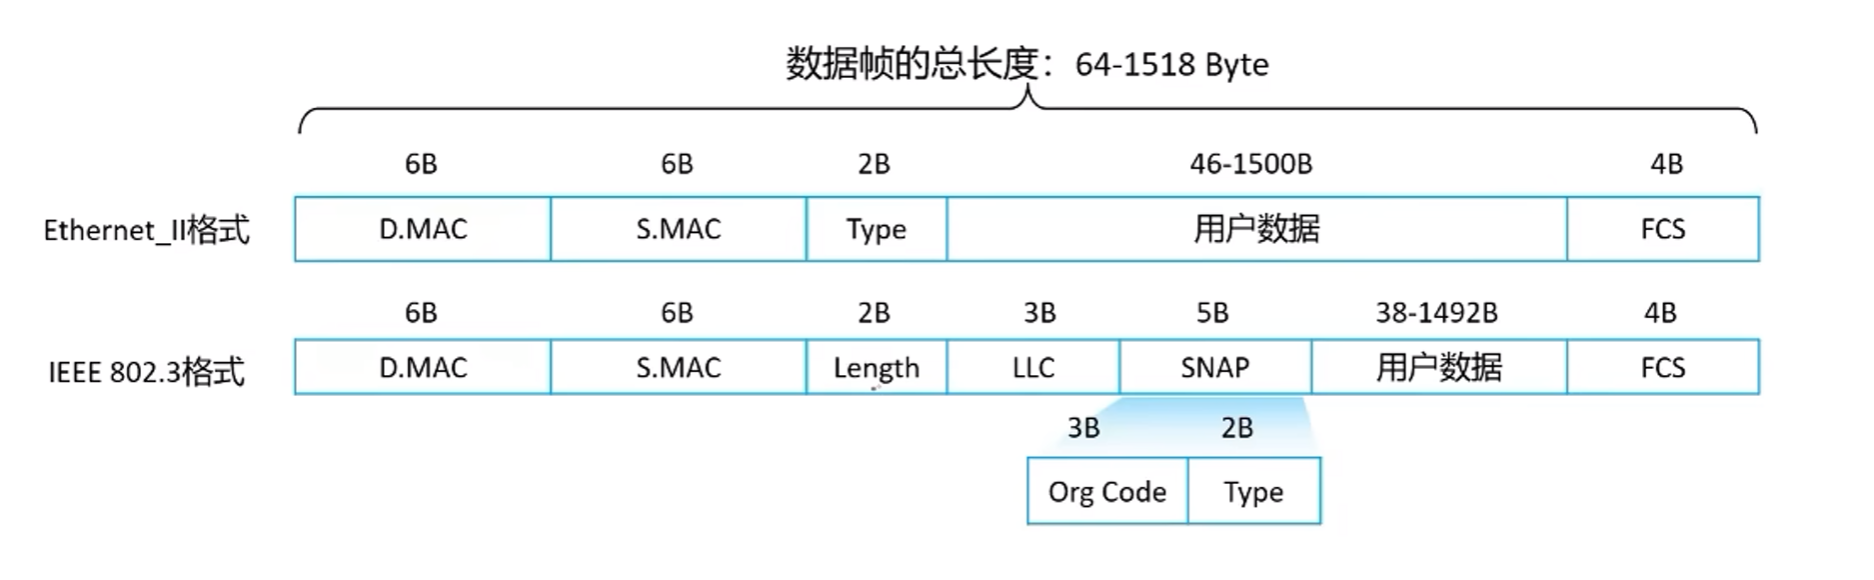 数据帧的总长度：64-1518 Byte
6B 6B 2B 46-1500B 4B
Ethernet_II格式 D.MAC S.MAC Type 用户数据 FCS
6B 6B 2B 3B 5B 38-1492B 4B
IEEE 802.3格式 D.MAC S.MAC Length LLC SNAP 用户数据 FCS
3B 2B
Org Code Type